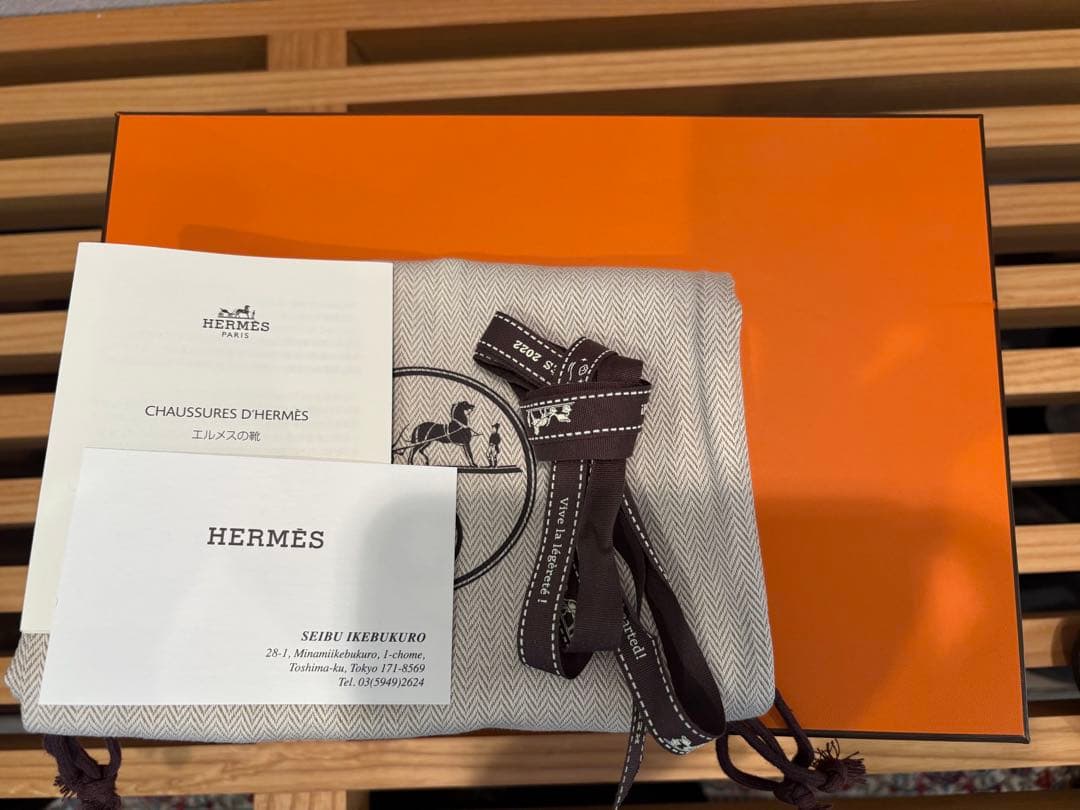 HERMÈS
PARIS
CHAUSSURES D'HERMÈS
エルメスの靴
HERMÈS
SEIBU IKEBUKURO
28-1, Minamiikebukuro, 1-chome,
Toshima-ku, Tokyo 171-8569
Tel. 03(5949)2624
2022
Vive la légèreté !